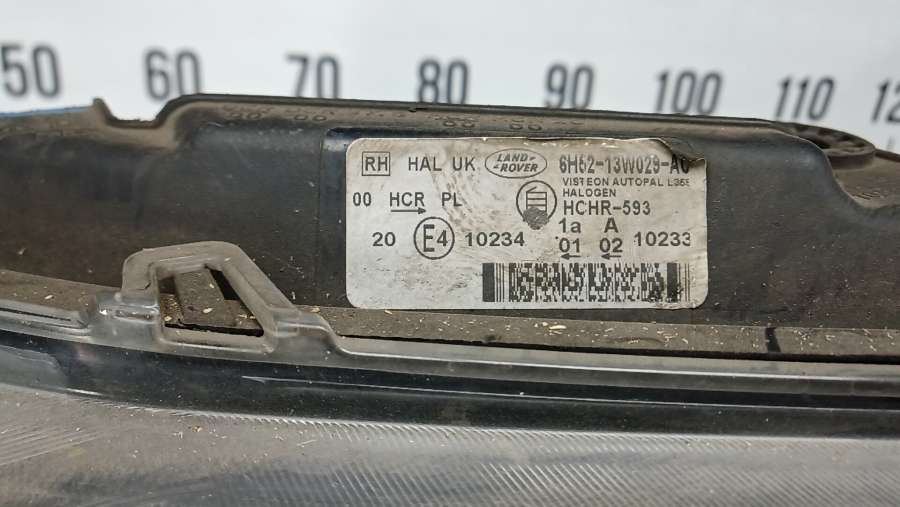 50 60 70 80 90 100 110 12
RH HAL UK LAND ROVER 6H52-13W029-AC
VISTEON AUTOPAL L359
HALOGEN
00 HCR PL HCHR-593
1a A
20 E4 10234 01 02 10233